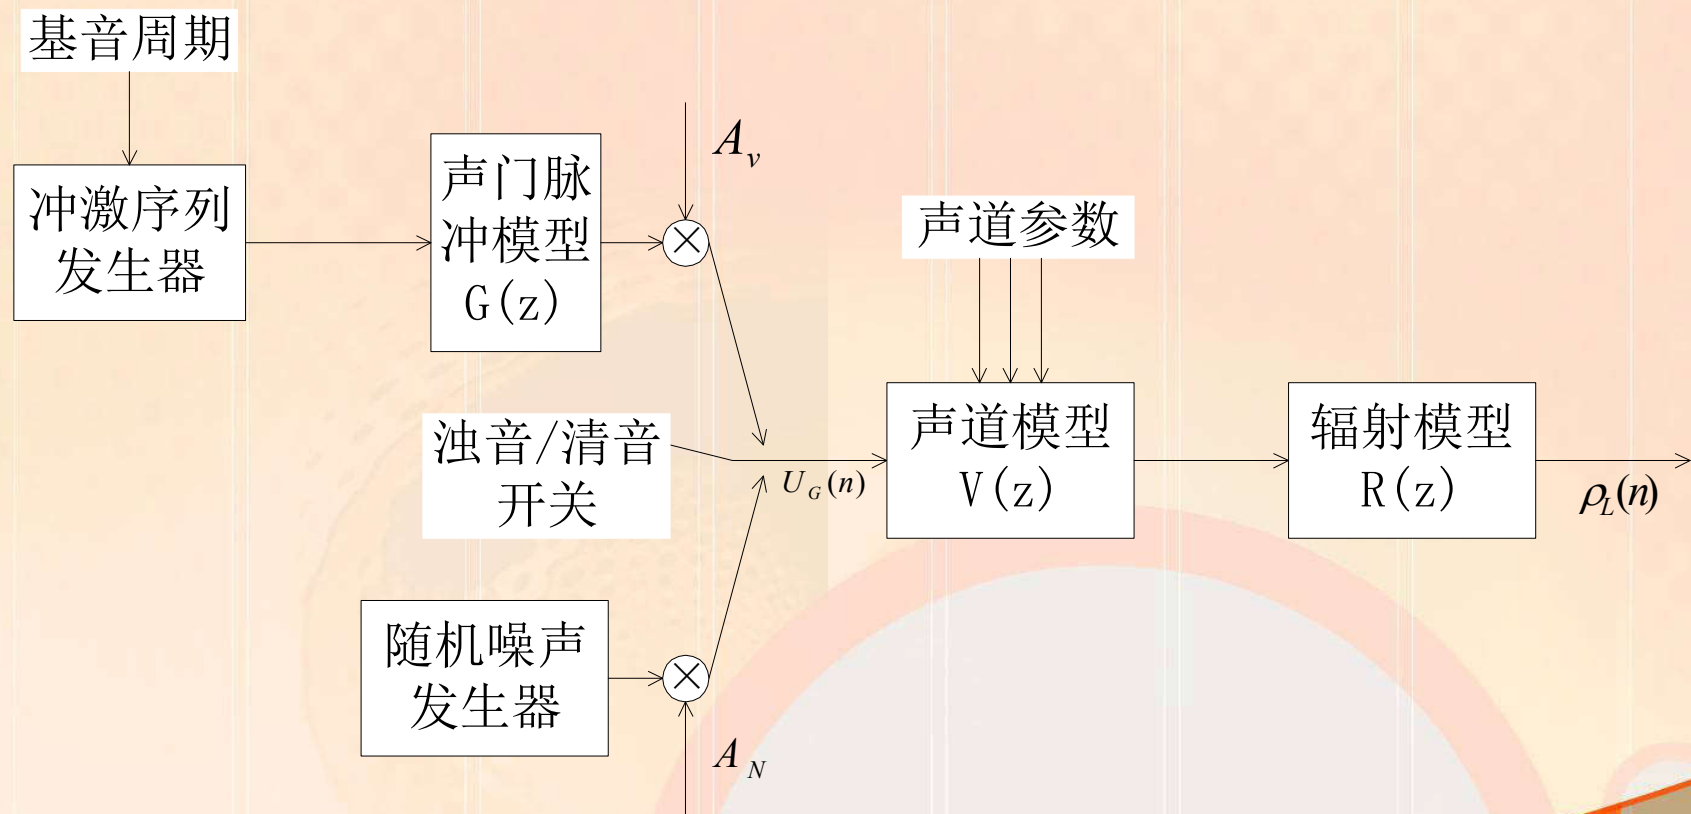 基音周期
冲激序列
发生器
声门脉
冲模型
G(z)
A_v
声道参数
浊音/清音
开关
U_G(n)
声道模型
V(z)
辐射模型
R(z)
ρ_L(n)
随机噪声
发生器
A_N